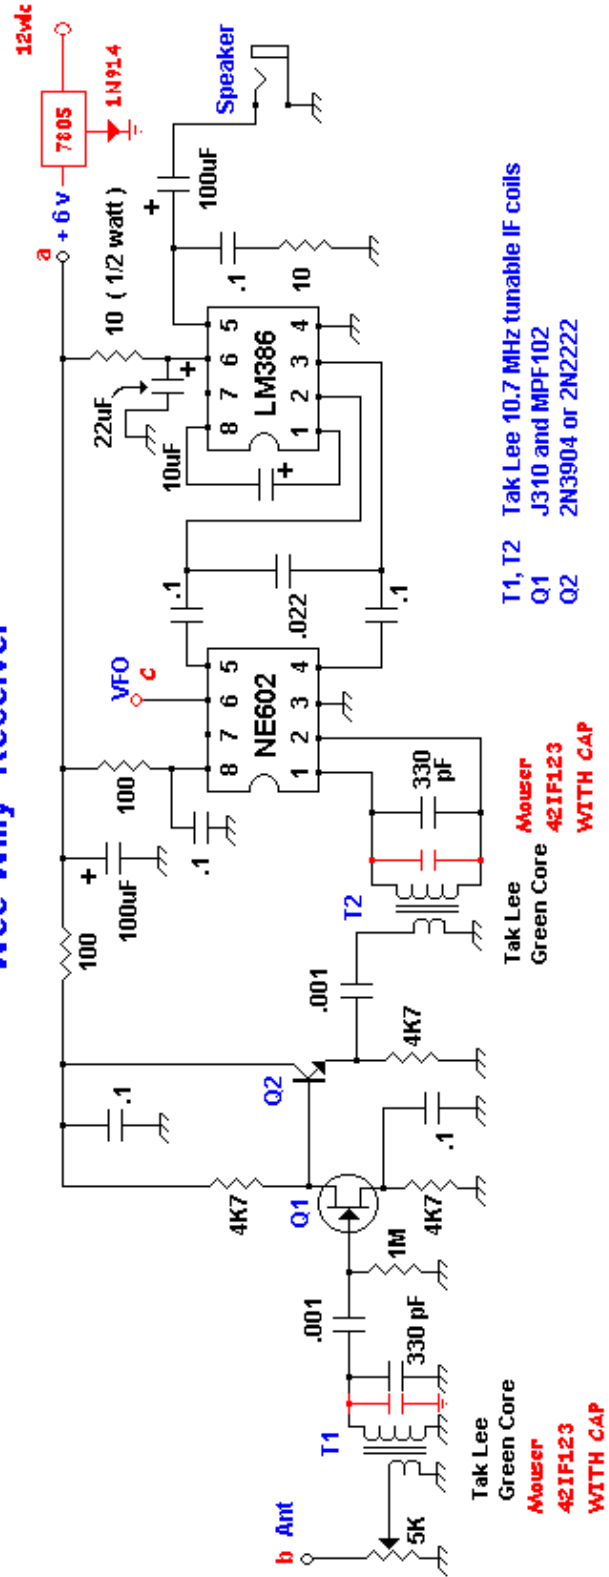 12vdc
7805
1N914
a
+ 6 v
10 ( 1/2 watt )
22uF
+
10uF
+
8 7 6 5
LM386
1 2 3 4
+
100uF
Speaker
.1
10
VFO
c
.1
.022
.1
100
8 7 6 5
NE602
1 2 3 4
.1
+
100uF
100
.1
330
pF
T2
Tak Lee
Green Core
Mouser
42IF123
WITH CAP
.001
Q2
4K7
4K7
Q1
4K7
.1
1M
.001
330 pF
T1
Tak Lee
Green Core
Mouser
42IF123
WITH CAP
b Ant
5K
T1, T2 Tak Lee 10.7 MHz tunable IF coils
Q1 J310 and MPF102
Q2 2N3904 or 2N2222